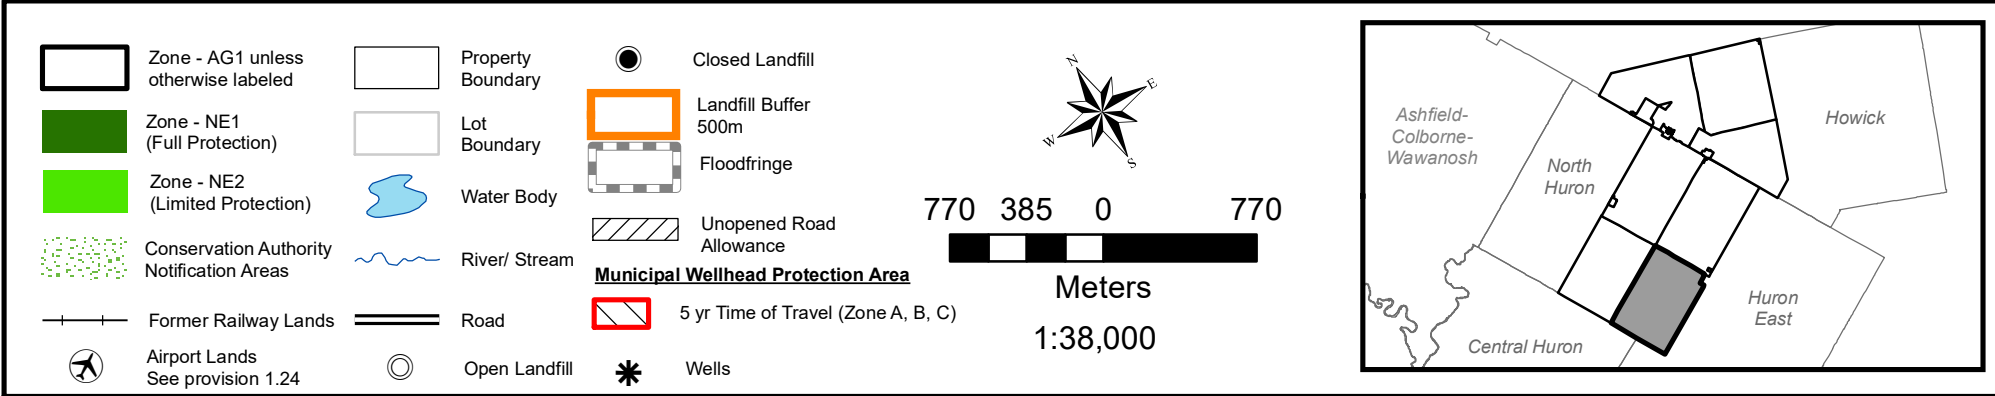 Zone - AG1 unless
otherwise labeled
Zone - NE1
(Full Protection)
Zone - NE2
(Limited Protection)
Conservation Authority
Notification Areas
Former Railway Lands
Airport Lands
See provision 1.24
Property
Boundary
Lot
Boundary
Water Body
River/ Stream
Road
Open Landfill
Closed Landfill
Landfill Buffer
500m
Floodfringe
Unopened Road
Allowance
Municipal Wellhead Protection Area
5 yr Time of Travel (Zone A, B, C)
Wells
N
E
W
S
770 385 0 770
Meters
1:38,000
Ashfield-
Colborne-
Wawanosh
North
Huron
Howick
Huron
East
Central Huron